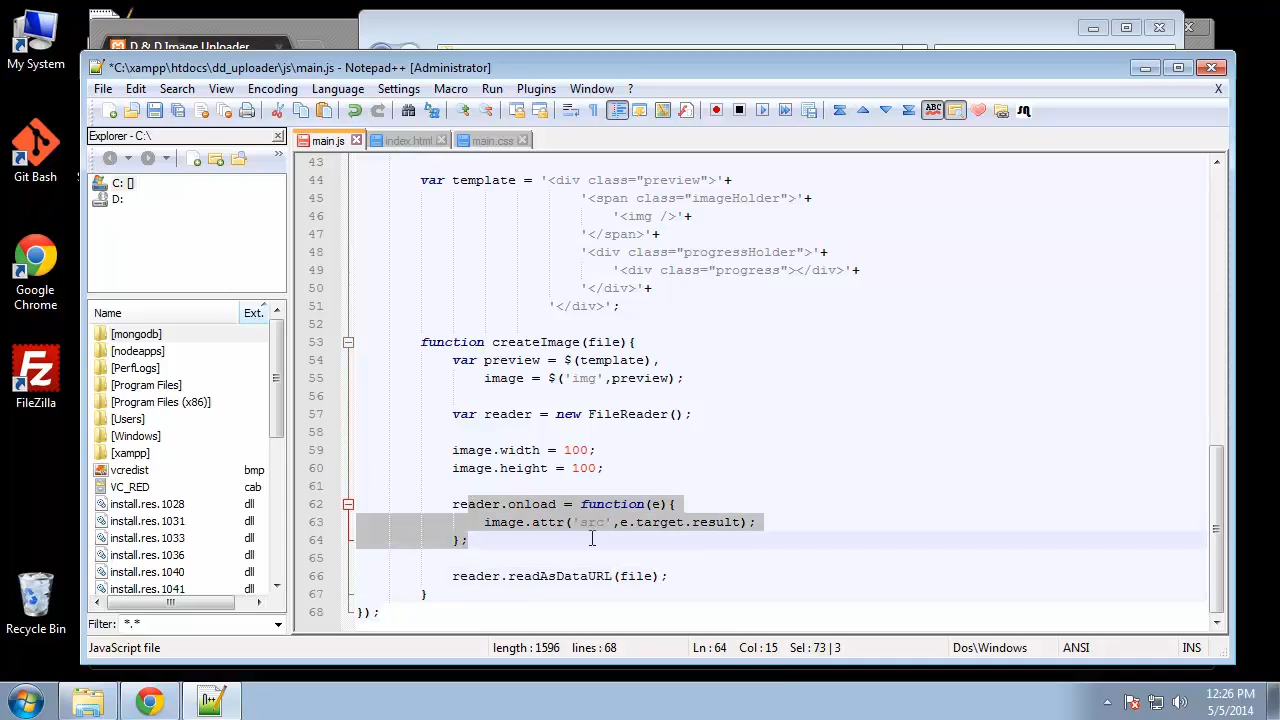 My System
Git Bash
Google
Chrome
FileZilla
Recycle Bin
D & D Image Uploader
*C:\xampp\htdocs\dd_uploader\js\main.js - Notepad++ [Administrator]
File Edit Search View Encoding Language Settings Macro Run Plugins Window ? X
Explorer - C:\
main.js index.html main.css
C: []
D:
Name Ext.
[mongodb]
[nodeapps]
[PerfLogs]
[Program Files]
[Program Files (x86)]
[Users]
[Windows]
[xampp]
vcredist bmp
VC_RED cab
install.res.1028 dll
install.res.1031 dll
install.res.1033 dll
install.res.1036 dll
install.res.1040 dll
install.res.1041 dll
Filter: *.*
43
44 var template = '<div class="preview">'+
45 '<span class="imageHolder">'+
46 '<img />'+
47 '</span>'+
48 '<div class="progressHolder">'+
49 '<div class="progress"></div>'+
50 '</div>'+
51 '</div>';
52
53 function createImage(file){
54 var preview = $(template),
55 image = $('img',preview);
56
57 var reader = new FileReader();
58
59 image.width = 100;
60 image.height = 100;
61
62 reader.onload = function(e){
63 image.attr('src',e.target.result);
64 };
65
66 reader.readAsDataURL(file);
67 }
68 });
JavaScript file length : 1596 lines : 68 Ln : 64 Col : 15 Sel : 73 | 3 Dos\Windows ANSI INS
12:26 PM
5/5/2014